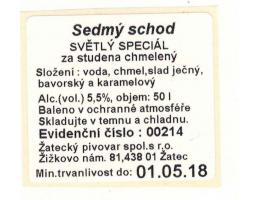 Sedmý schod
SVĚTLÝ SPECIÁL
za studena chmelený
Složení : voda, chmel,slad ječný,
bavorský a karamelový
Alc.(vol.) 5,5%, objem: 50 l
Baleno v ochranné atmosféře
Skladujte v temnu a chladnu.
Evidenční číslo : 00214
Žatecký pivovar spol.s r.o.
Žižkovo nám. 81,438 01 Žatec
Min.trvanlivost do: 01.05.18